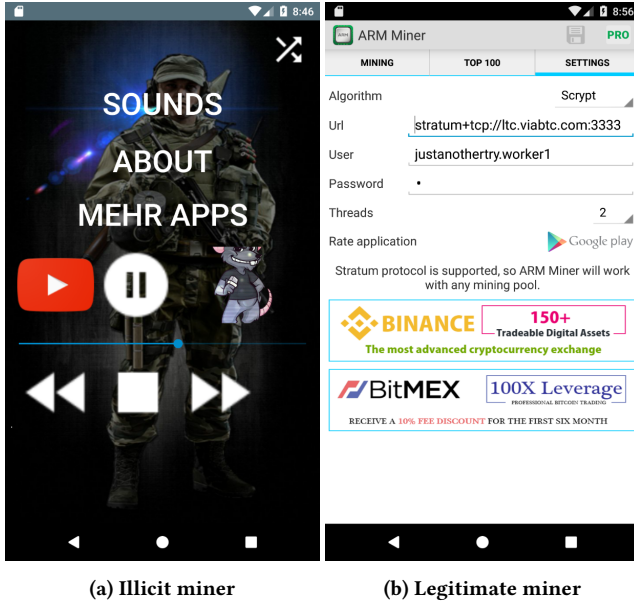 8:46
SOUNDS
ABOUT
MEHR APPS
(a) Illicit miner
8:56
ARM
ARM Miner
PRO
MINING TOP 100 SETTINGS
Algorithm Scrypt
Url stratum+tcp://ltc.viabtc.com:3333
User justanothertry.worker1
Password •
Threads 2
Rate application Google play
Stratum protocol is supported, so ARM Miner will work
with any mining pool.
BINANCE
150+
Tradeable Digital Assets
The most advanced cryptocurrency exchange
BitMEX
100X Leverage
PROFESSIONAL BITCOIN TRADING
RECEIVE A 10% FEE DISCOUNT FOR THE FIRST SIX MONTH
(b) Legitimate miner